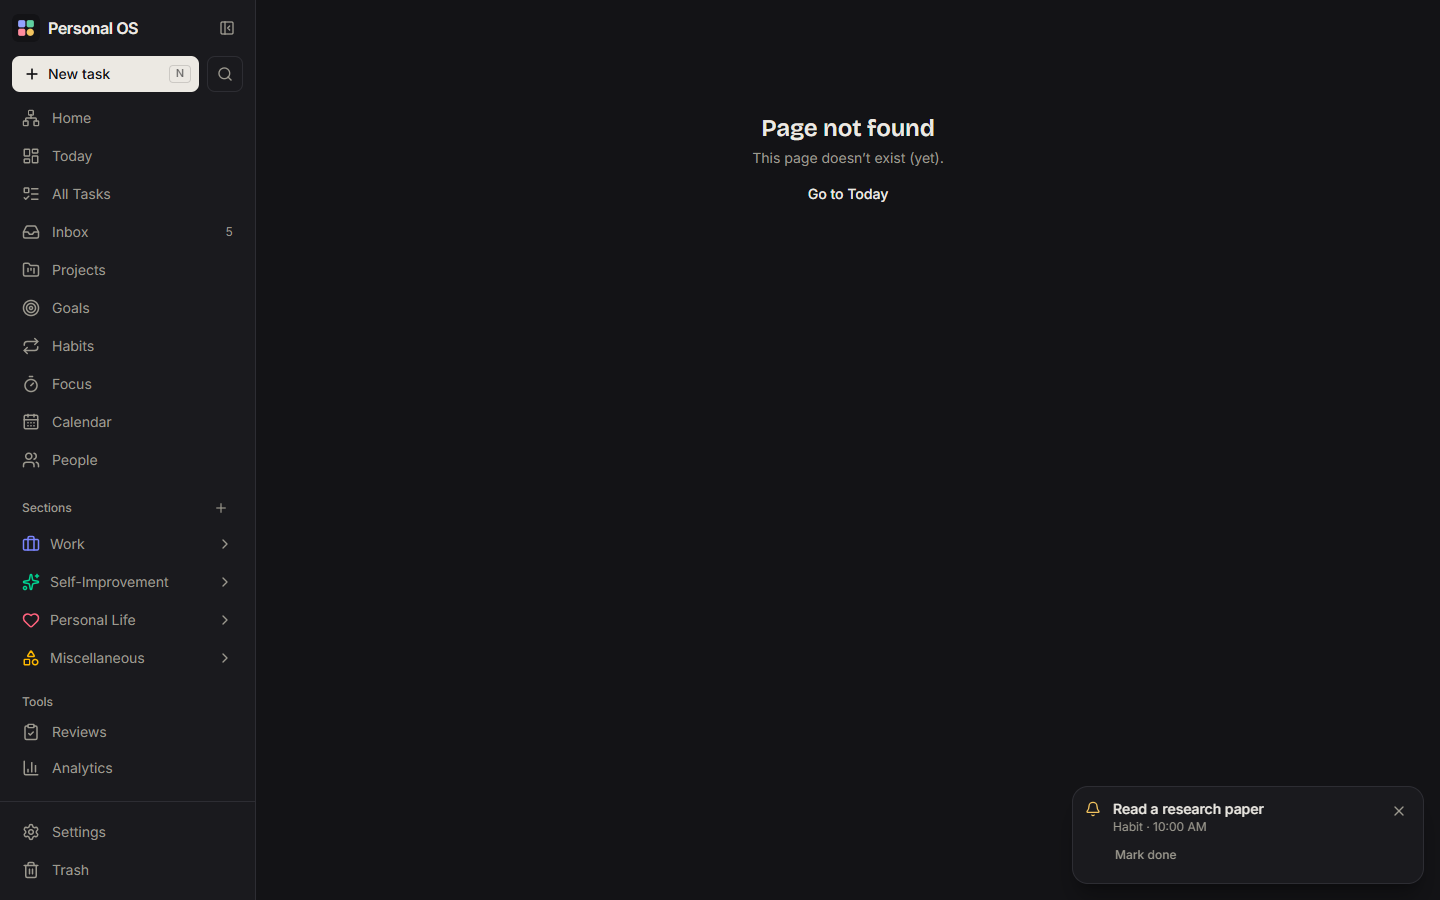 Personal OS
New task N
Home
Today
All Tasks
Inbox 5
Projects
Goals
Habits
Focus
Calendar
People
Sections
Work
Self-Improvement
Personal Life
Miscellaneous
Tools
Reviews
Analytics
Settings
Trash
Page not found
This page doesn’t exist (yet).
Go to Today
Read a research paper
Habit · 10:00 AM
Mark done